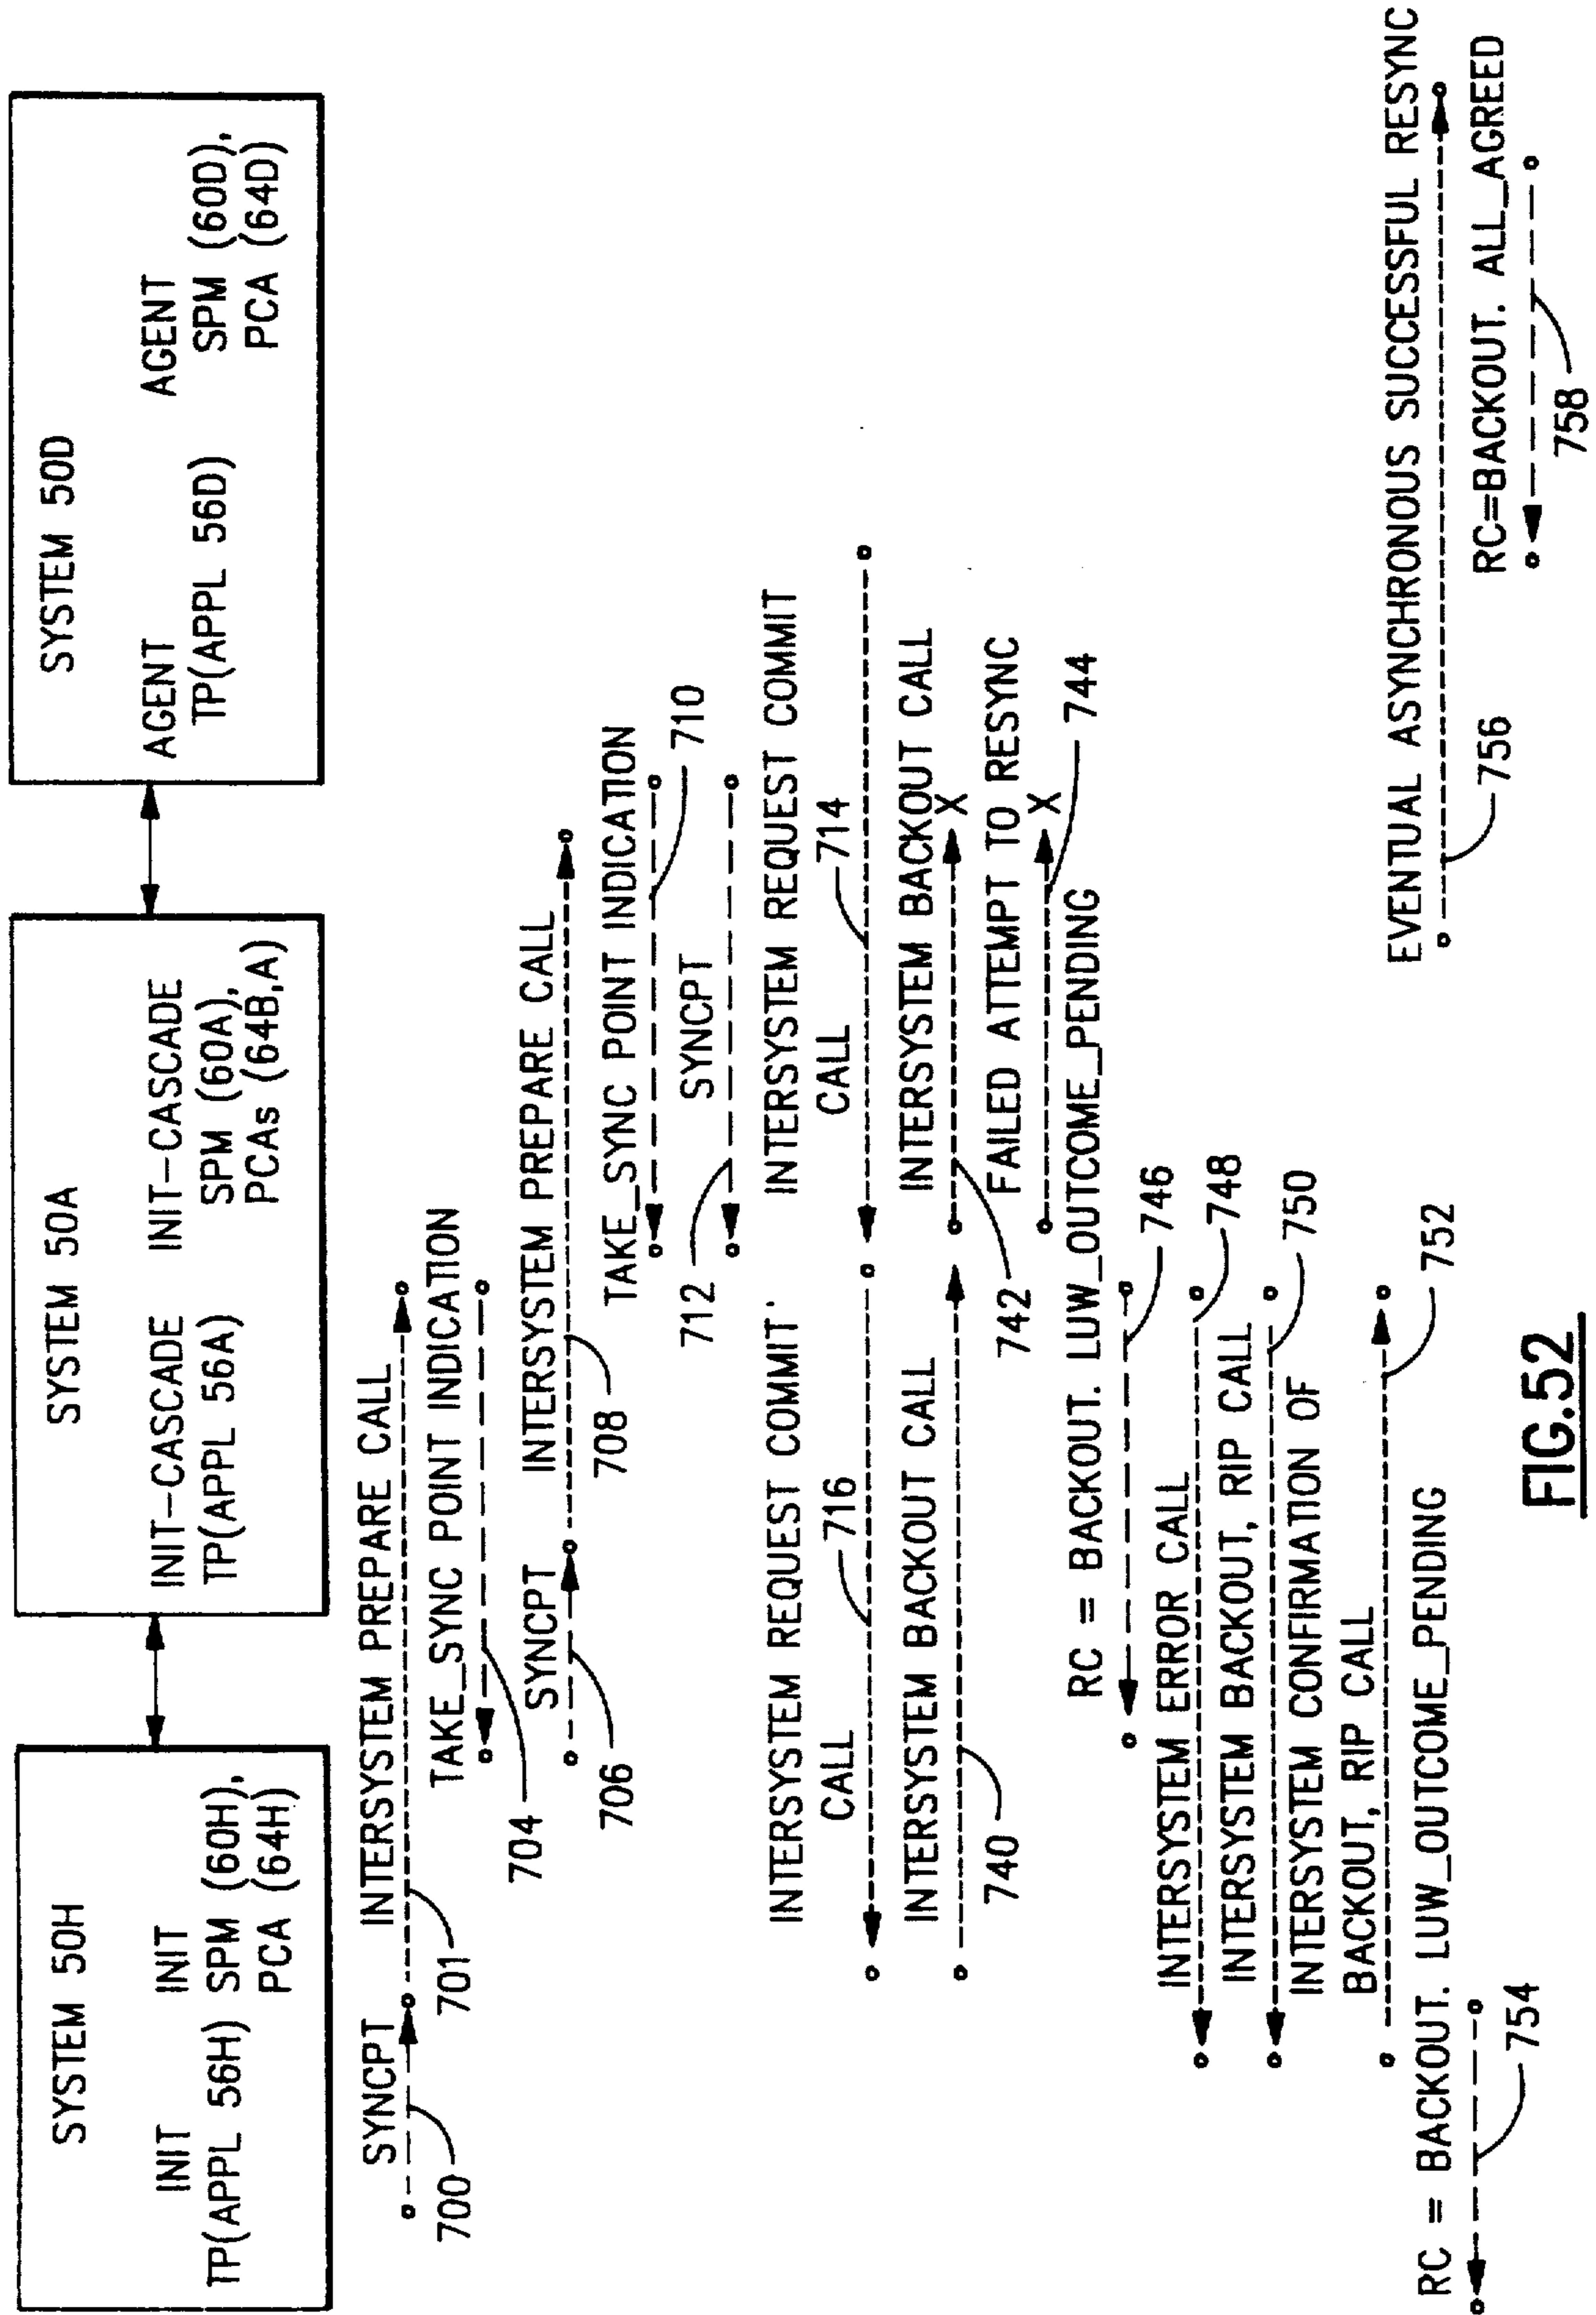 SYSTEM 50H
INIT INIT
TP(APPL 56H) SPM (60H),
PCA (64H)
SYSTEM 50A
INIT-CASCADE INIT-CASCADE
TP(APPL 56A) SPM (60A),
PCAs (64B,A)
SYSTEM 50D
AGENT AGENT
TP(APPL 56D) SPM (60D),
PCA (64D)
SYNCPT INTERSYSTEM PREPARE CALL
700 701
TAKE_SYNC POINT INDICATION
704
SYNCPT INTERSYSTEM PREPARE CALL
706 708
TAKE_SYNC POINT INDICATION
710
SYNCPT
712
INTERSYSTEM REQUEST COMMIT INTERSYSTEM REQUEST COMMIT
CALL 716 CALL 714
INTERSYSTEM BACKOUT CALL INTERSYSTEM BACKOUT CALL
X
740 742
FAILED ATTEMPT TO RESYNC
X
744
RC = BACKOUT. LUW_OUTCOME_PENDING
746
INTERSYSTEM ERROR CALL
748
INTERSYSTEM BACKOUT, RIP CALL
750
INTERSYSTEM CONFIRMATION OF
BACKOUT, RIP CALL
752
EVENTUAL ASYNCHRONOUS SUCCESSFUL RESYNC
756
RC = BACKOUT. LUW_OUTCOME_PENDING
754
RC=BACKOUT. ALL_AGREED
758
FIG.52